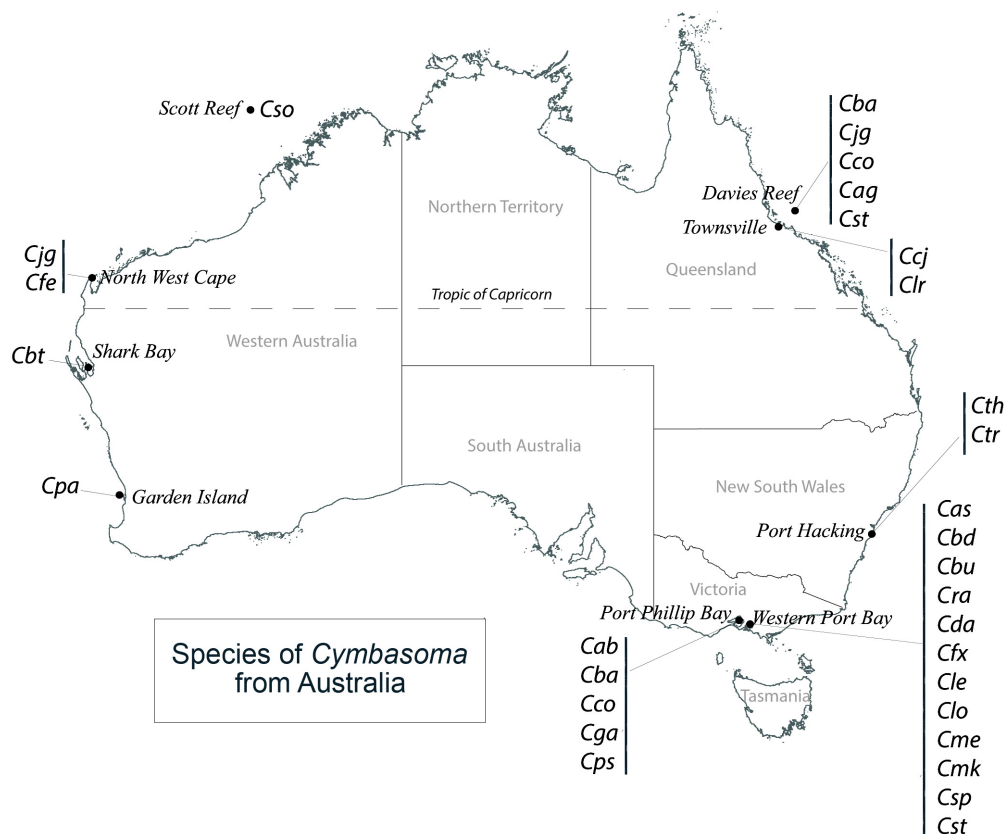 Scott Reef
Cso
Cba
Cjg
Cco
Cag
Cst
Davies Reef
Townsville
Northern Territory
Queensland
Ccj
Clr
Cjg
Cfe
North West Cape
Tropic of Capricorn
Western Australia
Shark Bay
Cbt
Cth
Ctr
South Australia
New South Wales
Cpa
Garden Island
Port Hacking
Victoria
Port Phillip Bay
Western Port Bay
Cas
Cbd
Cbu
Cra
Cda
Cfx
Cle
Clo
Cme
Cmk
Csp
Cst
Cab
Cba
Cco
Cga
Cps
Tasmania
Species of Cymbasoma
from Australia